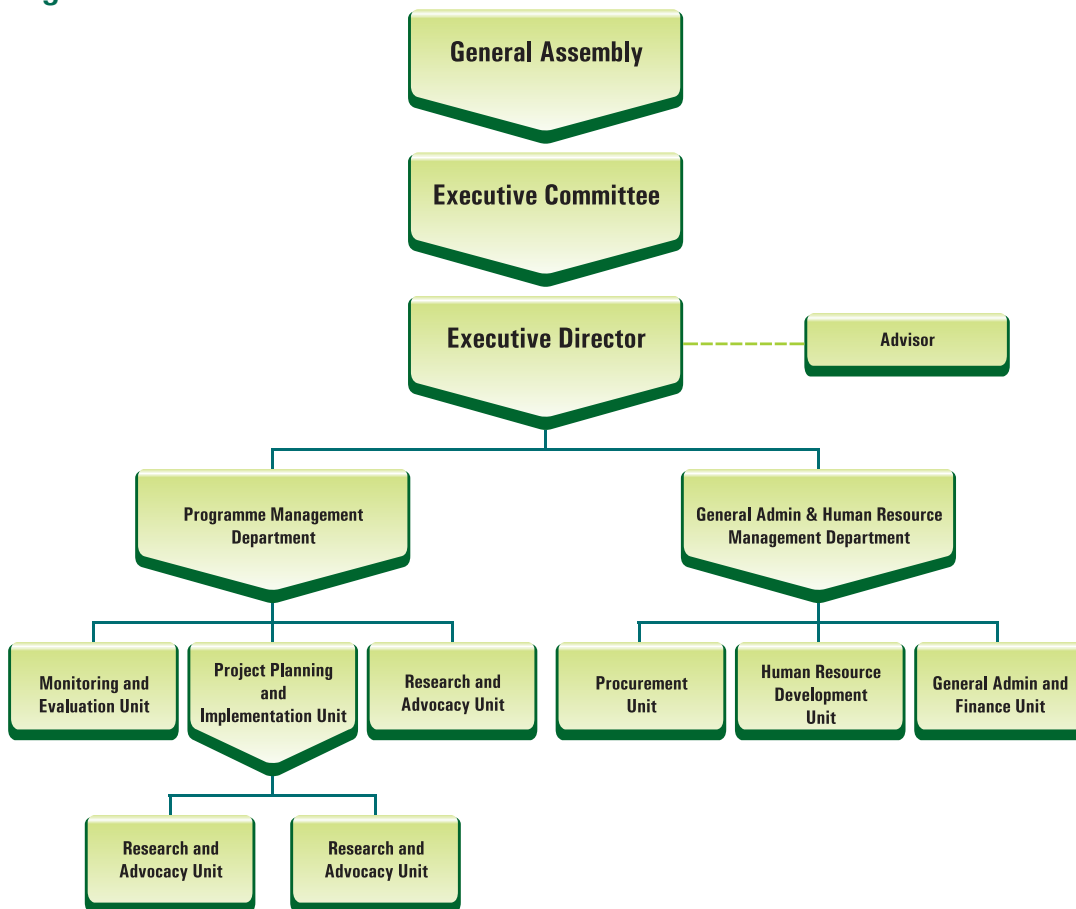 General Assembly
Executive Committee
Executive Director
Advisor
Programme Management
Department
General Admin & Human Resource
Management Department
Monitoring and
Evaluation Unit
Project Planning
and
Implementation Unit
Research and
Advocacy Unit
Procurement
Unit
Human Resource
Development
Unit
General Admin and
Finance Unit
Research and
Advocacy Unit
Research and
Advocacy Unit